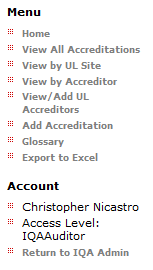 Menu
Home
View All Accreditations
View by UL Site
View by Accreditor
View/Add UL
Accreditors
Add Accreditation
Glossary
Export to Excel
Account
Christopher Nicastro
Access Level:
IQAAuditor
Return to IQA Admin